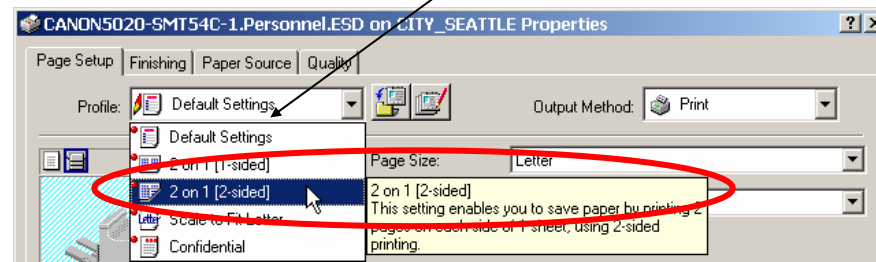 CANON5020-SMT54C-1.Personnel.ESD on CITY_SEATTLE Properties
Page Setup Finishing Paper Source Quality
Profile: Default Settings Output Method: Print
Default Settings
2 on 1 [1-sided] Page Size: Letter
2 on 1 [2-sided] 2 on 1 [2-sided]
This setting enables you to save paper by printing 2
Letter Scale to Fit Letter pages on each side of 1 sheet, using 2-sided
Confidential printing.